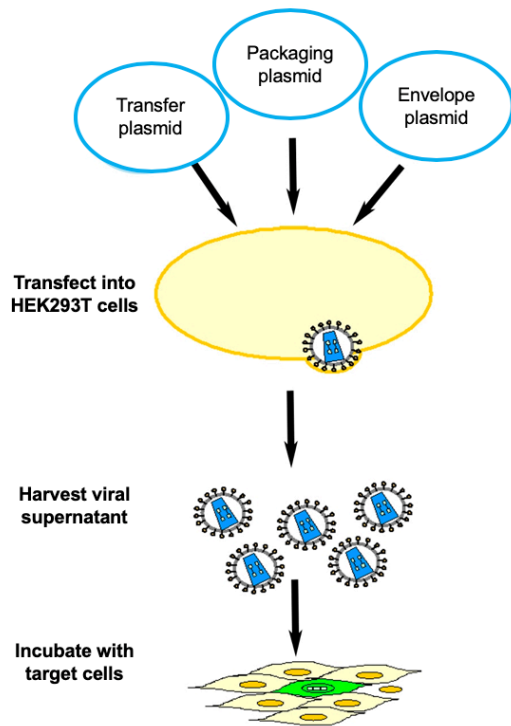 Packaging
plasmid
Transfer
plasmid
Envelope
plasmid
Transfect into
HEK293T cells
Harvest viral
supernatant
Incubate with
target cells